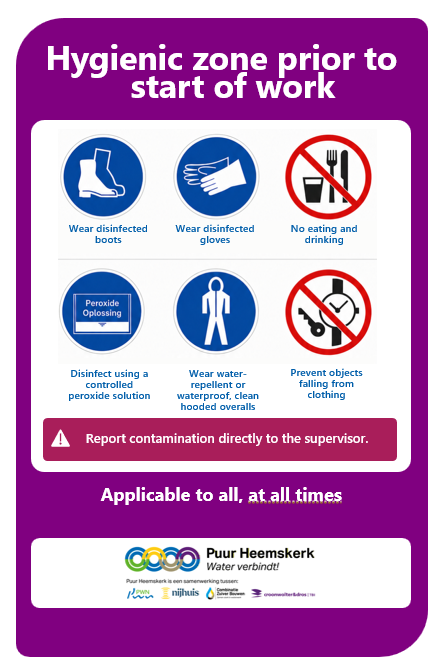 Hygienic zone prior to
start of work
Wear disinfected
boots
Wear disinfected
gloves
No eating and
drinking
Peroxide
Oplossing
Disinfect using a
controlled
peroxide solution
Wear water-
repellent or
waterproof, clean
hooded overalls
Prevent objects
falling from
clothing
Report contamination directly to the supervisor.
Applicable to all, at all times
Puur Heemskerk
Water verbindt!
Puur Heemskerk is een samenwerking tussen:
PWN
nijhuis
Combinatie
Zuiver Bouwen
croonwolter&dros | TBI